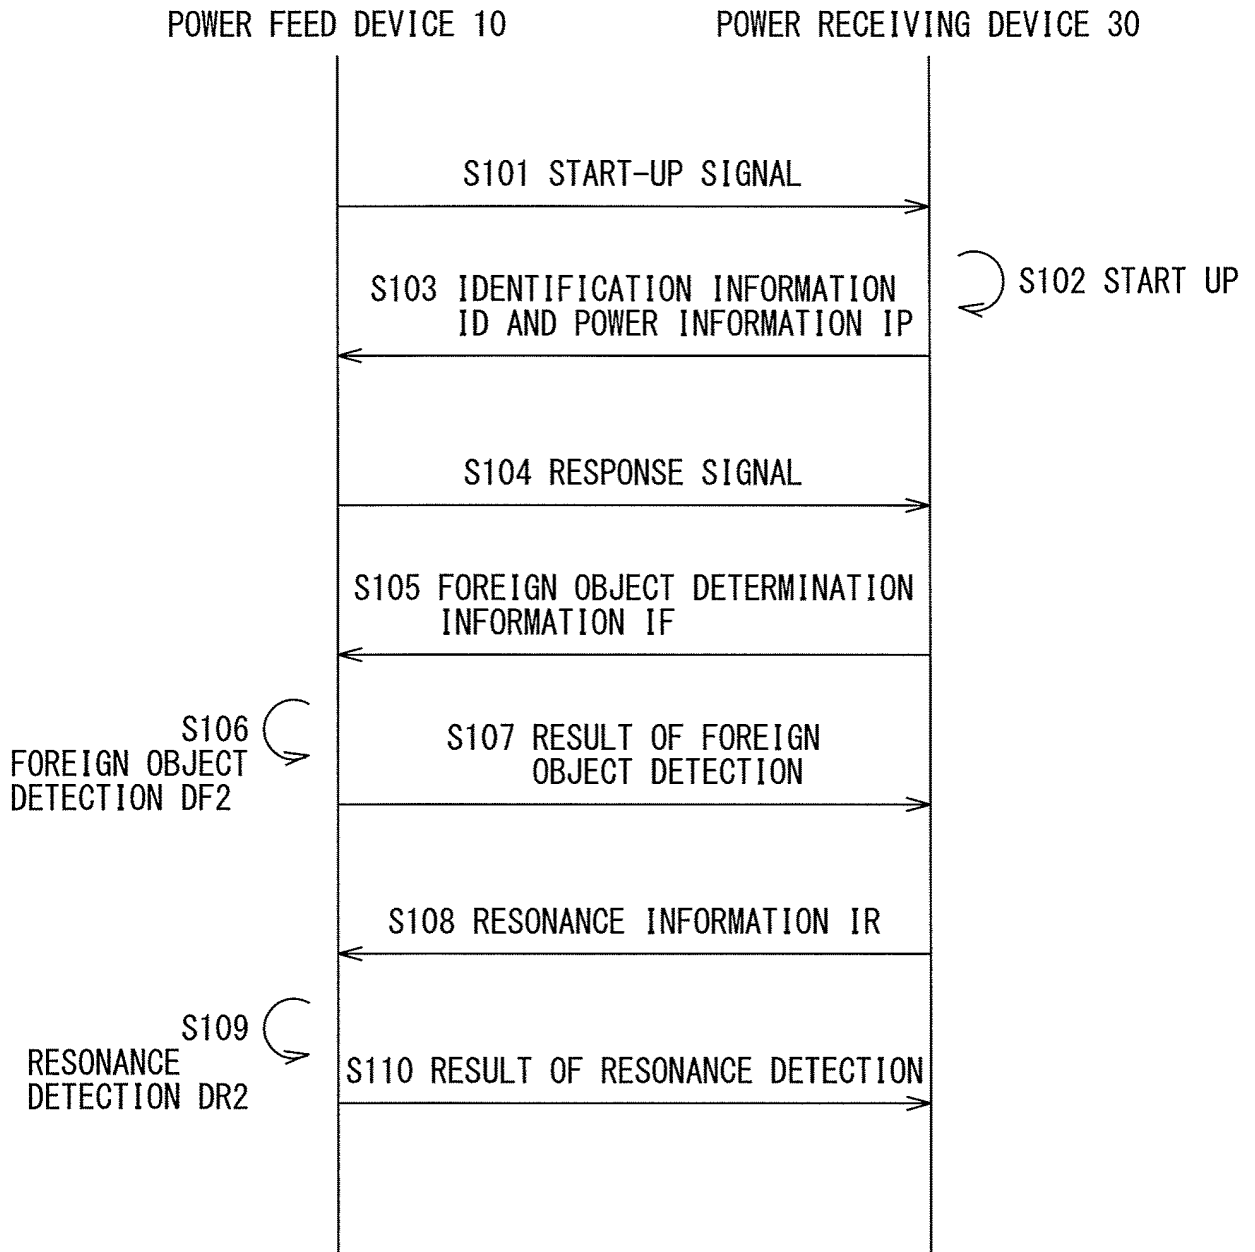 POWER FEED DEVICE 10
POWER RECEIVING DEVICE 30
S101 START-UP SIGNAL
S102 START UP
S103 IDENTIFICATION INFORMATION
ID AND POWER INFORMATION IP
S104 RESPONSE SIGNAL
S105 FOREIGN OBJECT DETERMINATION
INFORMATION IF
S106
FOREIGN OBJECT
DETECTION DF2
S107 RESULT OF FOREIGN
OBJECT DETECTION
S108 RESONANCE INFORMATION IR
S109
RESONANCE
DETECTION DR2
S110 RESULT OF RESONANCE DETECTION